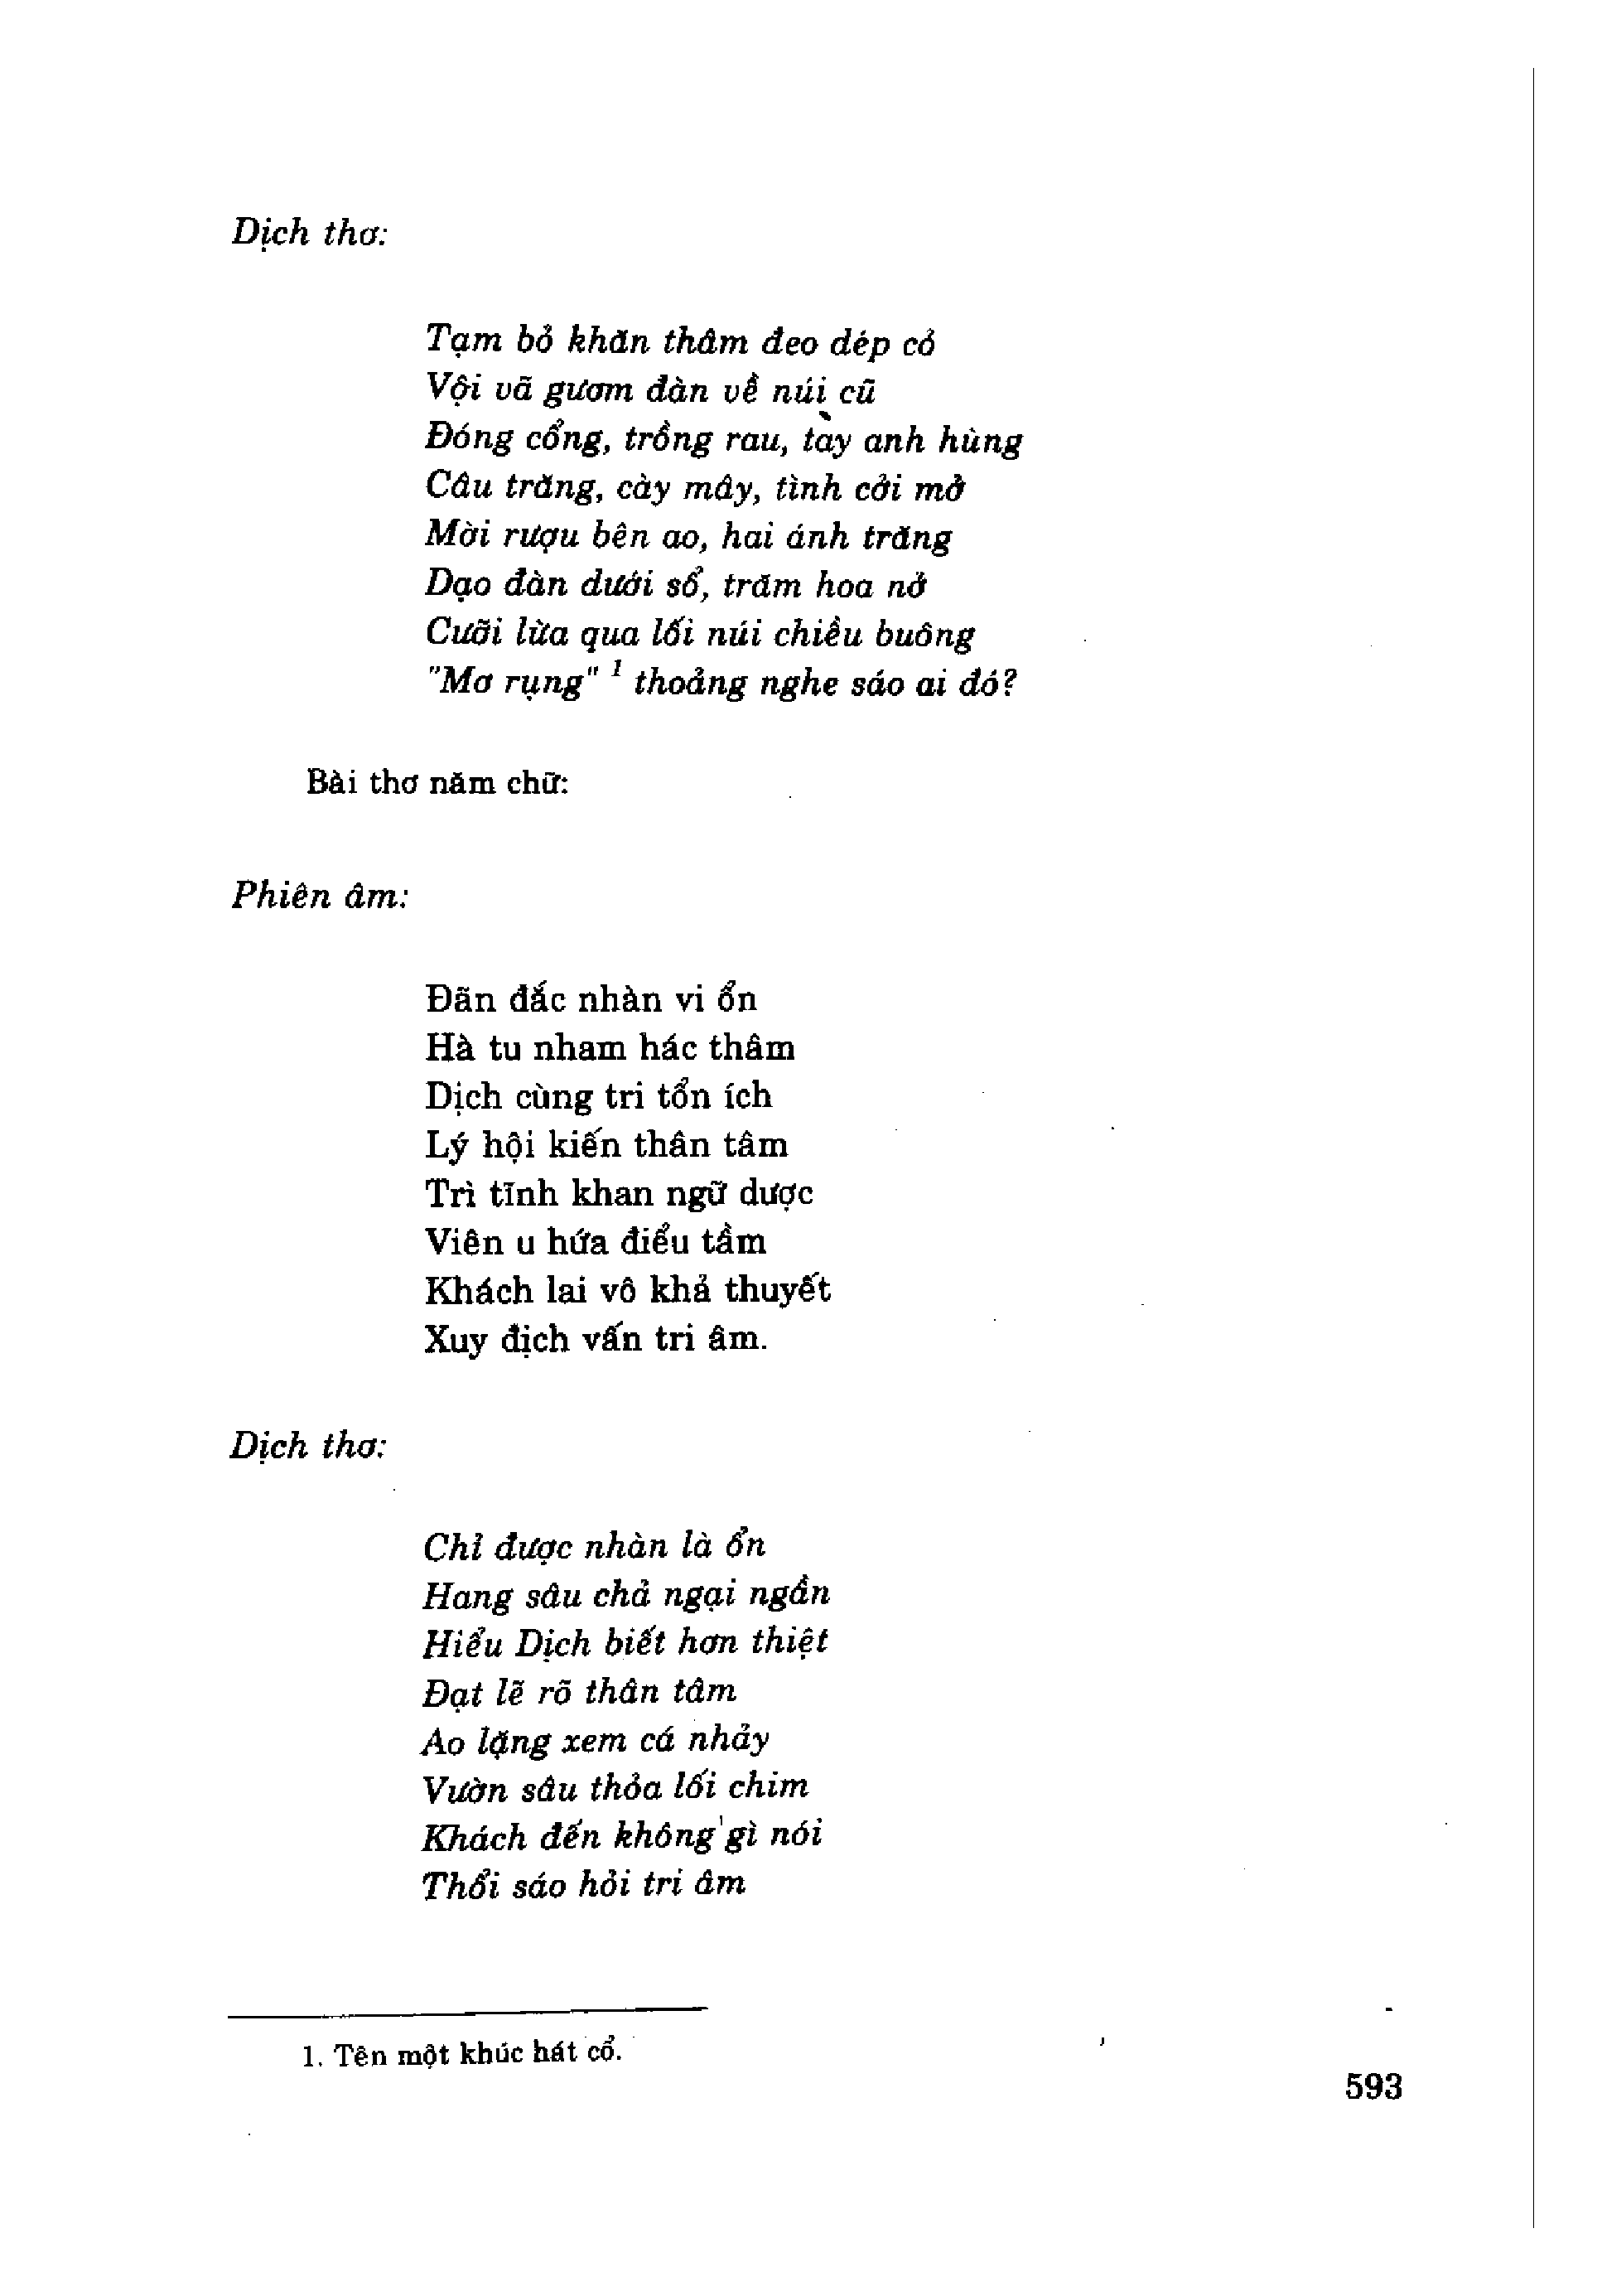 Dịch thơ:
Tạm bỏ khăn thâm đeo dép cỏ
Vội vã gươm đàn về núi cũ
Đóng cổng, trồng rau, tày anh hùng
Câu trăng, cày mây, tình cởi mở
Mời rượu bên ao, hai ánh trăng
Dạo đàn dưới sổ, trăm hoa nở
Cưỡi lừa qua lối núi chiều buông
"Mơ rụng" 1 thoảng nghe sáo ai đó?
Bài thơ năm chữ:
Phiên âm:
Đãn đắc nhàn vi ổn
Hà tu nham hác thâm
Dịch cùng tri tổn ích
Lý hội kiến thân tâm
Trì tĩnh khan ngữ dược
Viên u hứa điểu tầm
Khách lai vô khả thuyết
Xuy địch vấn tri âm.
Dịch thơ:
Chỉ được nhàn là ổn
Hang sâu chả ngại ngần
Hiểu Dịch biết hơn thiệt
Đạt lẽ rõ thân tâm
Ao lặng xem cá nhảy
Vườn sâu thỏa lối chim
Khách đến không gì nói
Thổi sáo hỏi tri âm
1. Tên một khúc hát cổ.
593